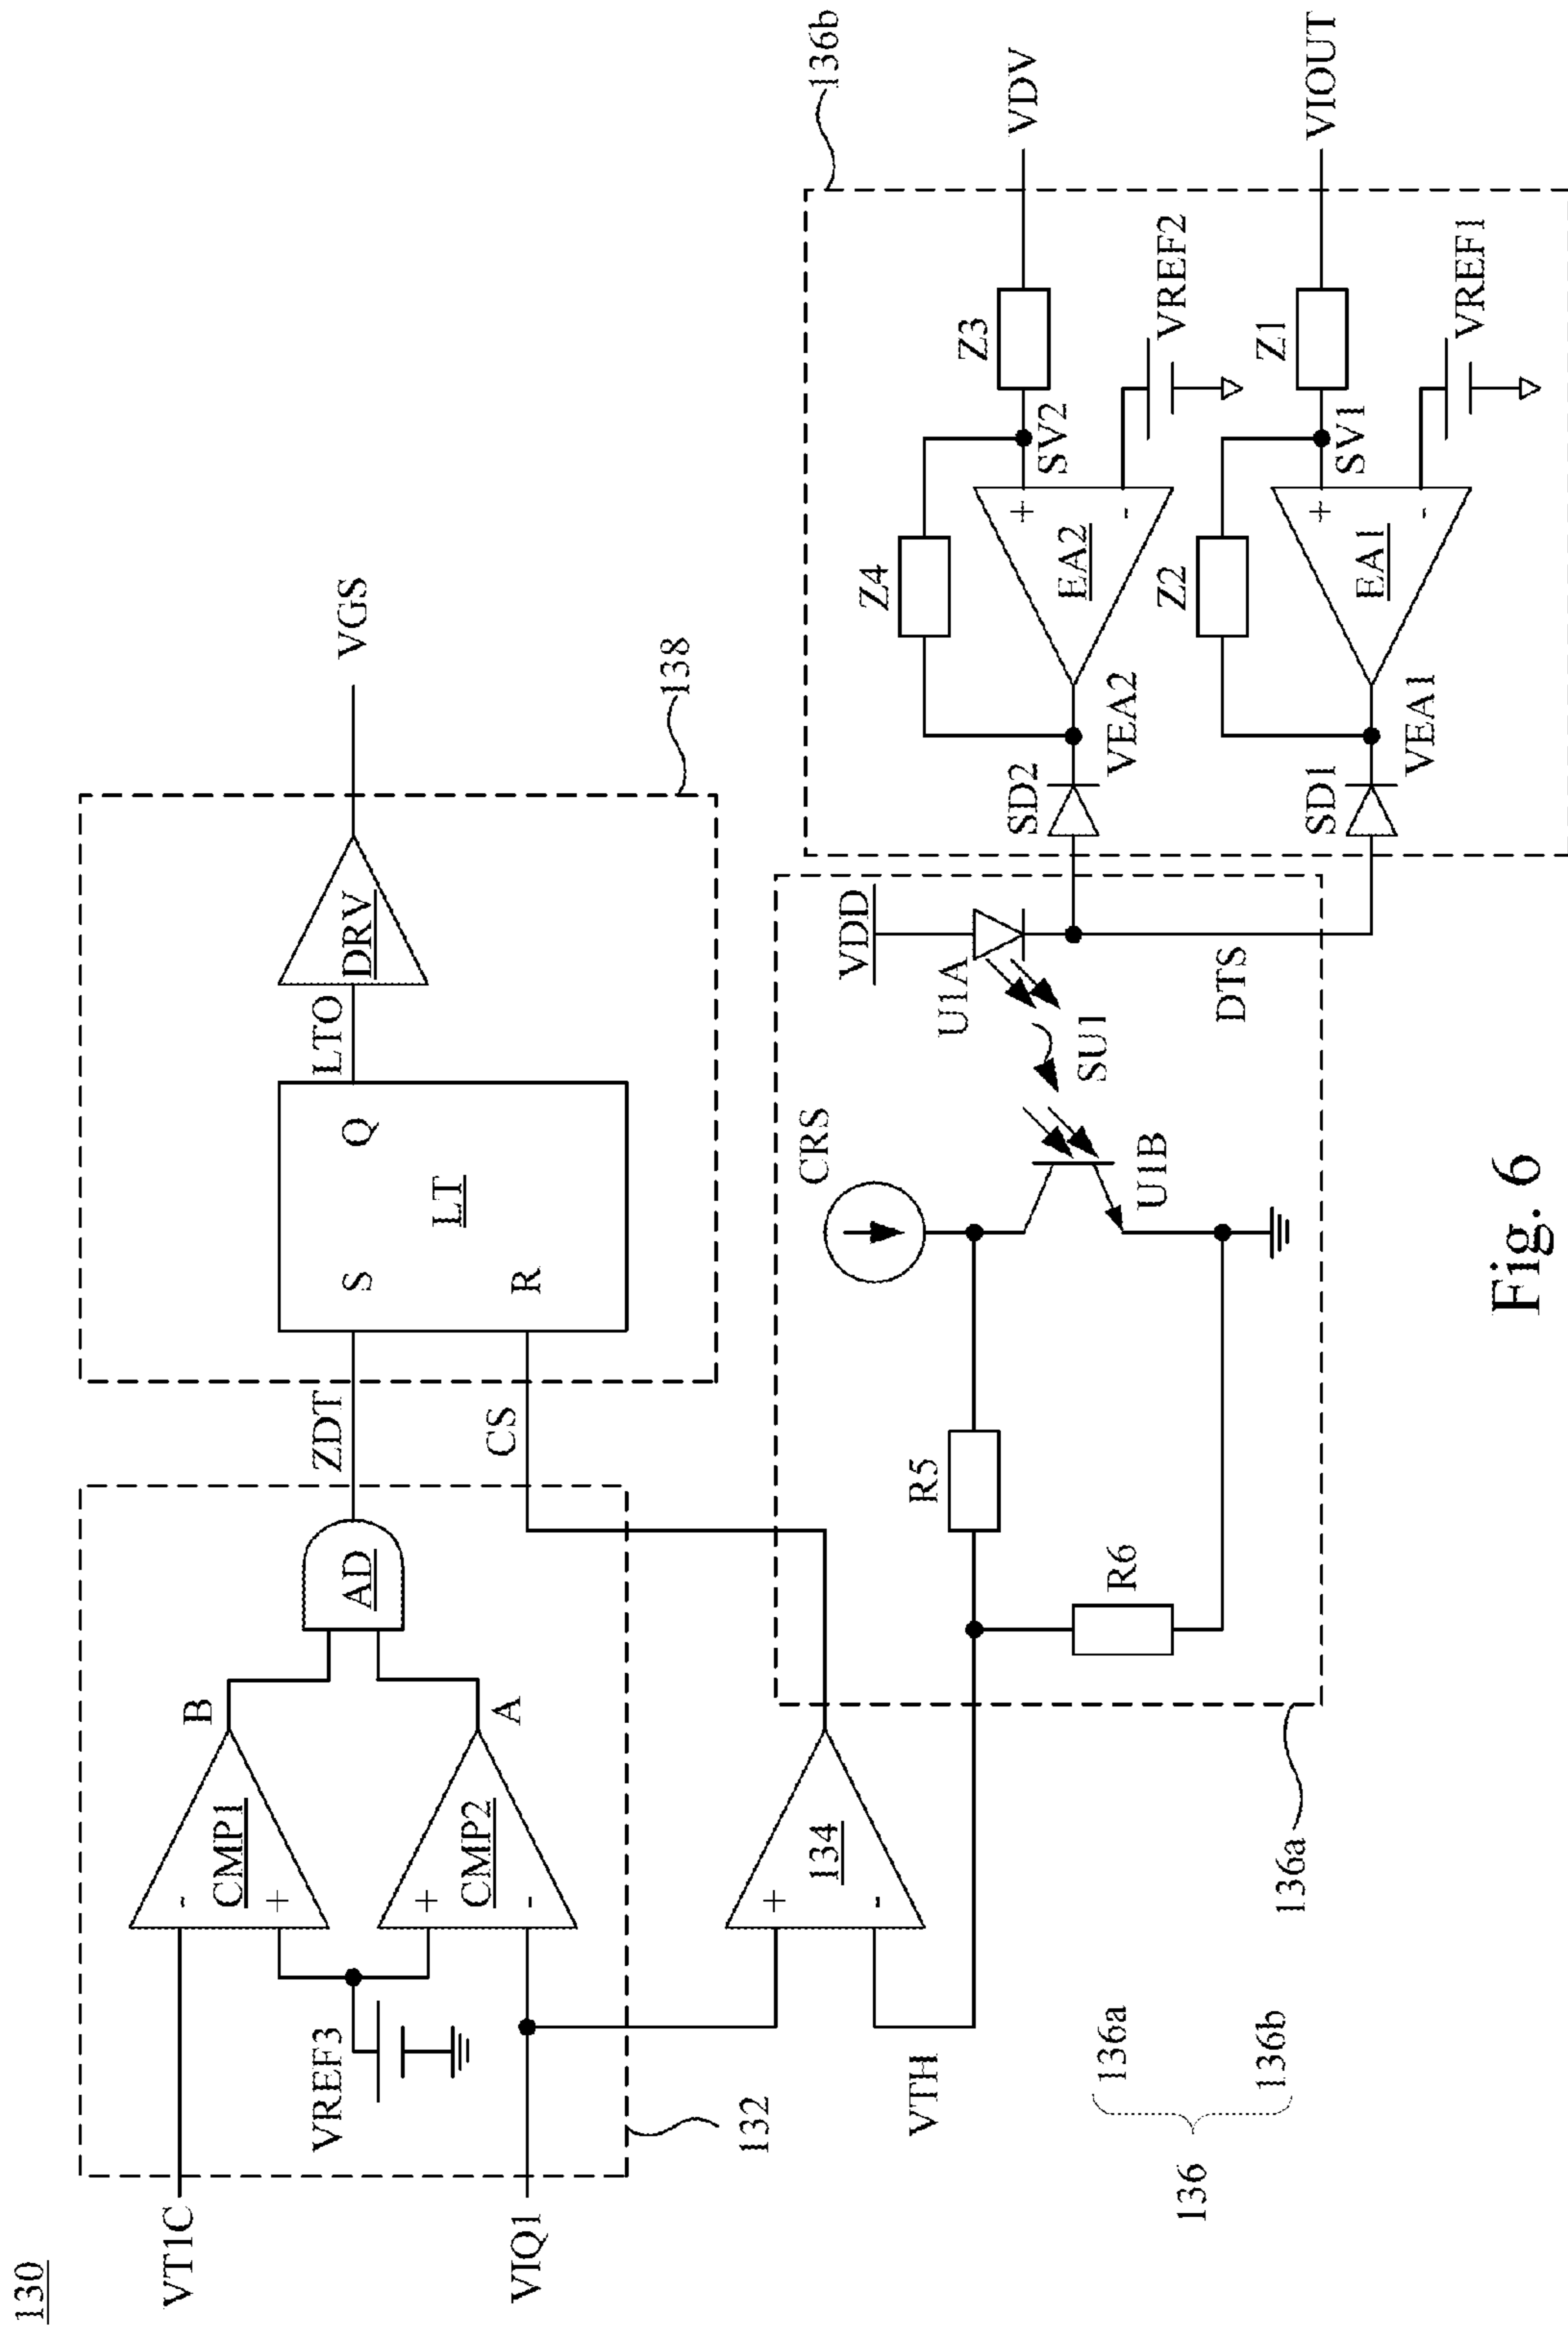 130
VT1C
VIQ1
VREF3
132
-
CMP1
+
+
CMP2
-
B
A
AD
ZDT
CS
S
R
Q
LT
LTO
DRV
VGS
138
+
134
-
VTH
136
136a
136b
136a
R5
R6
CRS
U1B
SU1
U1A
VDD
DTS
136b
SD2
VEA2
Z4
EA2
+
-
SV2
Z3
VREF2
VDV
SD1
VEA1
Z2
EA1
+
-
SV1
Z1
VREF1
VIOUT
Fig. 6